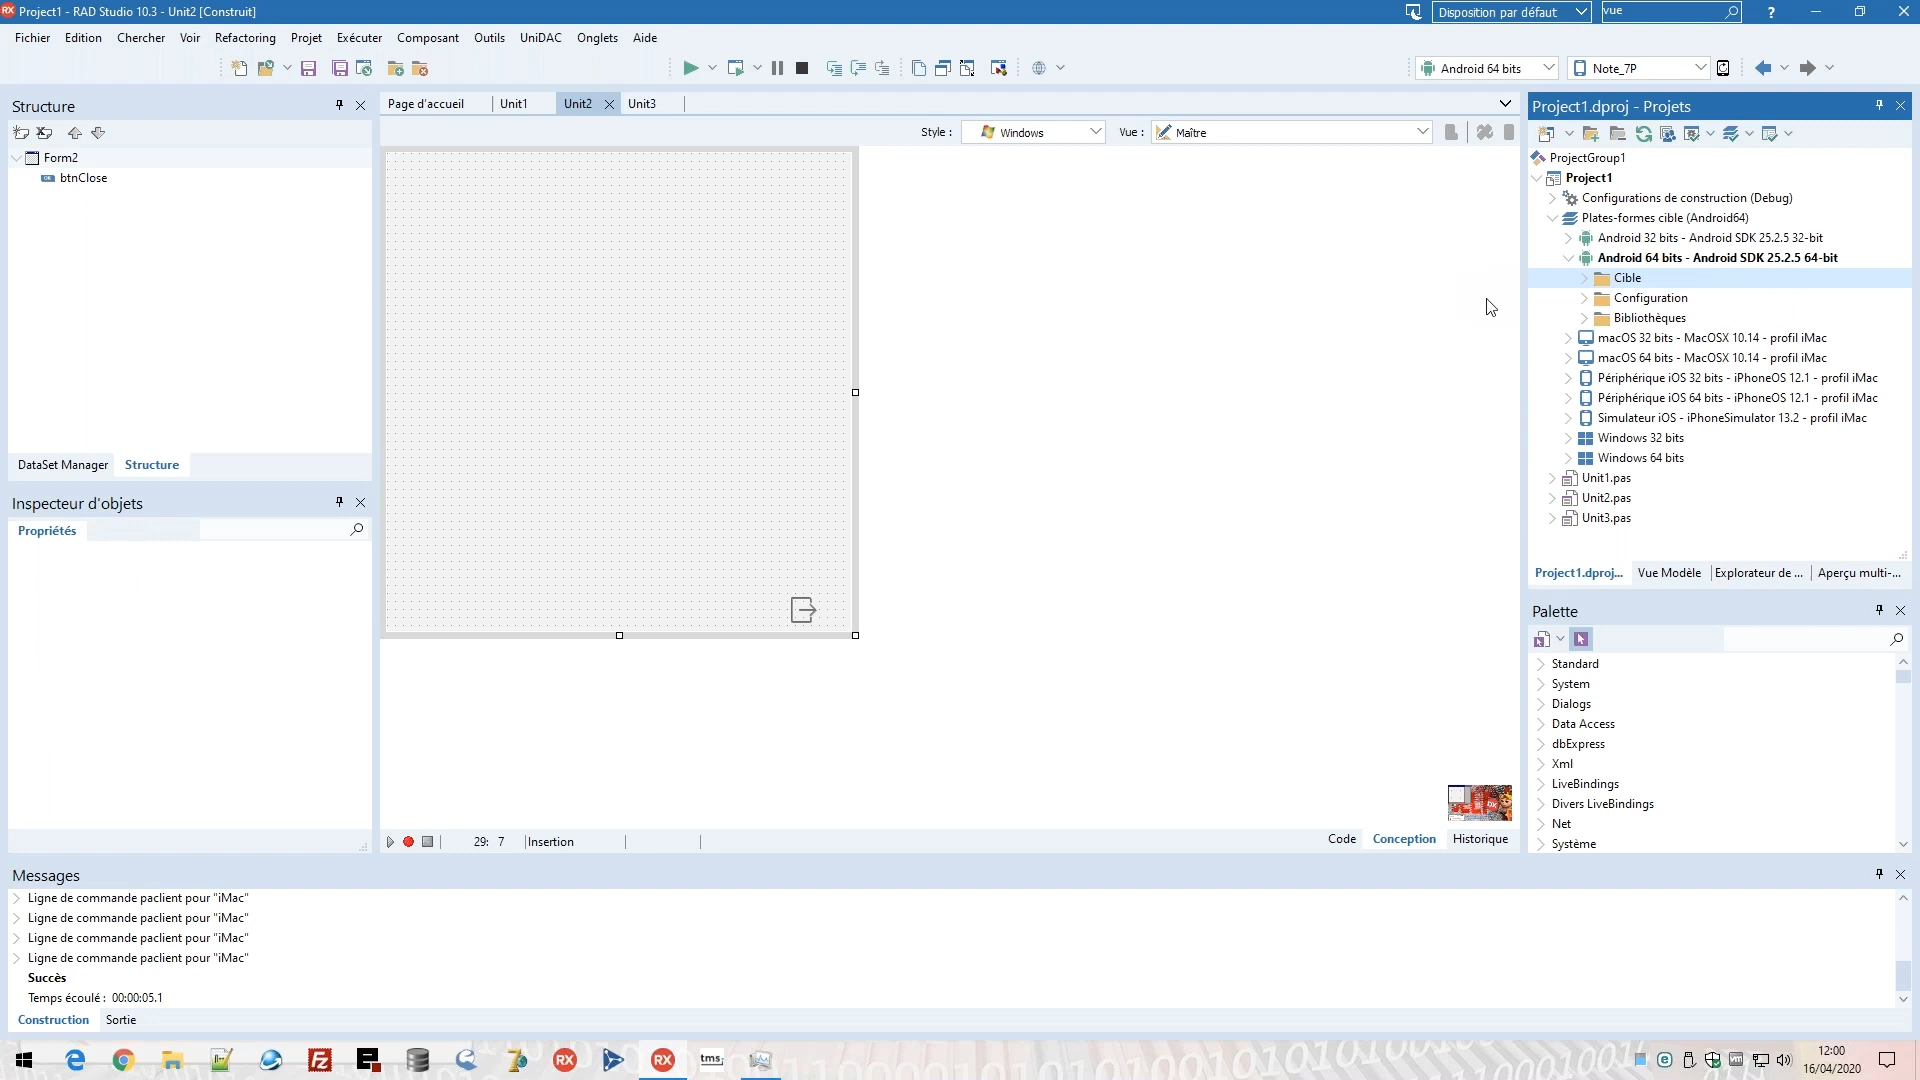 RX Project1 - RAD Studio 10.3 - Unit2 [Construit]
Disposition par défaut
vue
?
Fichier Edition Chercher Voir Refactoring Projet Exécuter Composant Outils UniDAC Onglets Aide
Android 64 bits
Note_7P
Structure
Form2
btnClose
DataSet Manager Structure
Inspecteur d'objets
Propriétés
Page d'accueil Unit1 Unit2 Unit3
Style : Windows Vue : Maître
29: 7 Insertion
Code Conception Historique
Project1.dproj - Projets
ProjectGroup1
Project1
Configurations de construction (Debug)
Plates-formes cible (Android64)
Android 32 bits - Android SDK 25.2.5 32-bit
Android 64 bits - Android SDK 25.2.5 64-bit
Cible
Configuration
Bibliothèques
macOS 32 bits - MacOSX 10.14 - profil iMac
macOS 64 bits - MacOSX 10.14 - profil iMac
Périphérique iOS 32 bits - iPhoneOS 12.1 - profil iMac
Périphérique iOS 64 bits - iPhoneOS 12.1 - profil iMac
Simulateur iOS - iPhoneSimulator 13.2 - profil iMac
Windows 32 bits
Windows 64 bits
Unit1.pas
Unit2.pas
Unit3.pas
Project1.dproj... Vue Modèle Explorateur de ... Aperçu multi-...
Palette
Standard
System
Dialogs
Data Access
dbExpress
Xml
LiveBindings
Divers LiveBindings
Net
Système
Messages
Ligne de commande paclient pour "iMac"
Ligne de commande paclient pour "iMac"
Ligne de commande paclient pour "iMac"
Ligne de commande paclient pour "iMac"
Succès
Temps écoulé : 00:00:05.1
Construction Sortie
RX
RX
tms
12:00
16/04/2020